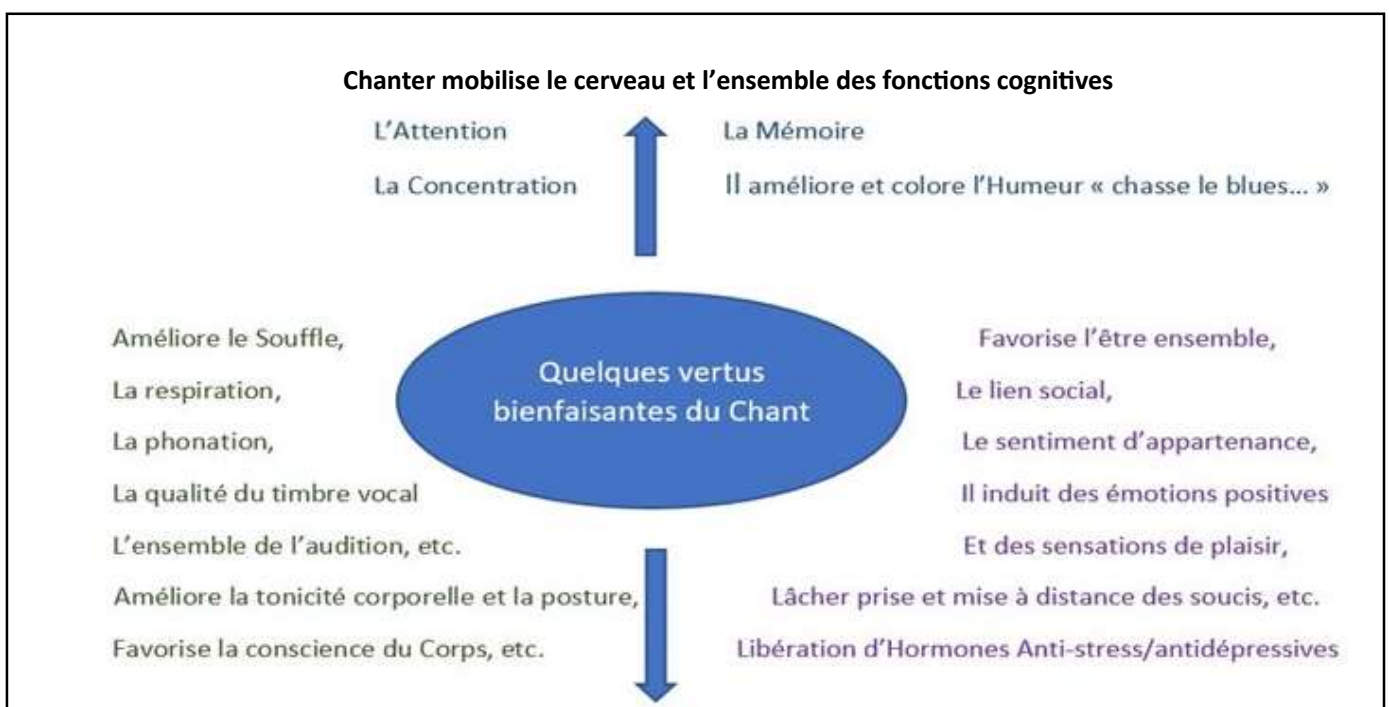 Chanter mobilise le cerveau et l’ensemble des fonctions cognitives
L’Attention
La Mémoire
La Concentration
Il améliore et colore l’Humeur « chasse le blues... »
Quelques vertus
bienfaisantes du Chant
Améliore le Souffle,
La respiration,
La phonation,
La qualité du timbre vocal
L’ensemble de l’audition, etc.
Améliore la tonicité corporelle et la posture,
Favorise la conscience du Corps, etc.
Favorise l’être ensemble,
Le lien social,
Le sentiment d’appartenance,
Il induit des émotions positives
Et des sensations de plaisir,
Lâcher prise et mise à distance des soucis, etc.
Libération d’Hormones Anti-stress/antidépressives